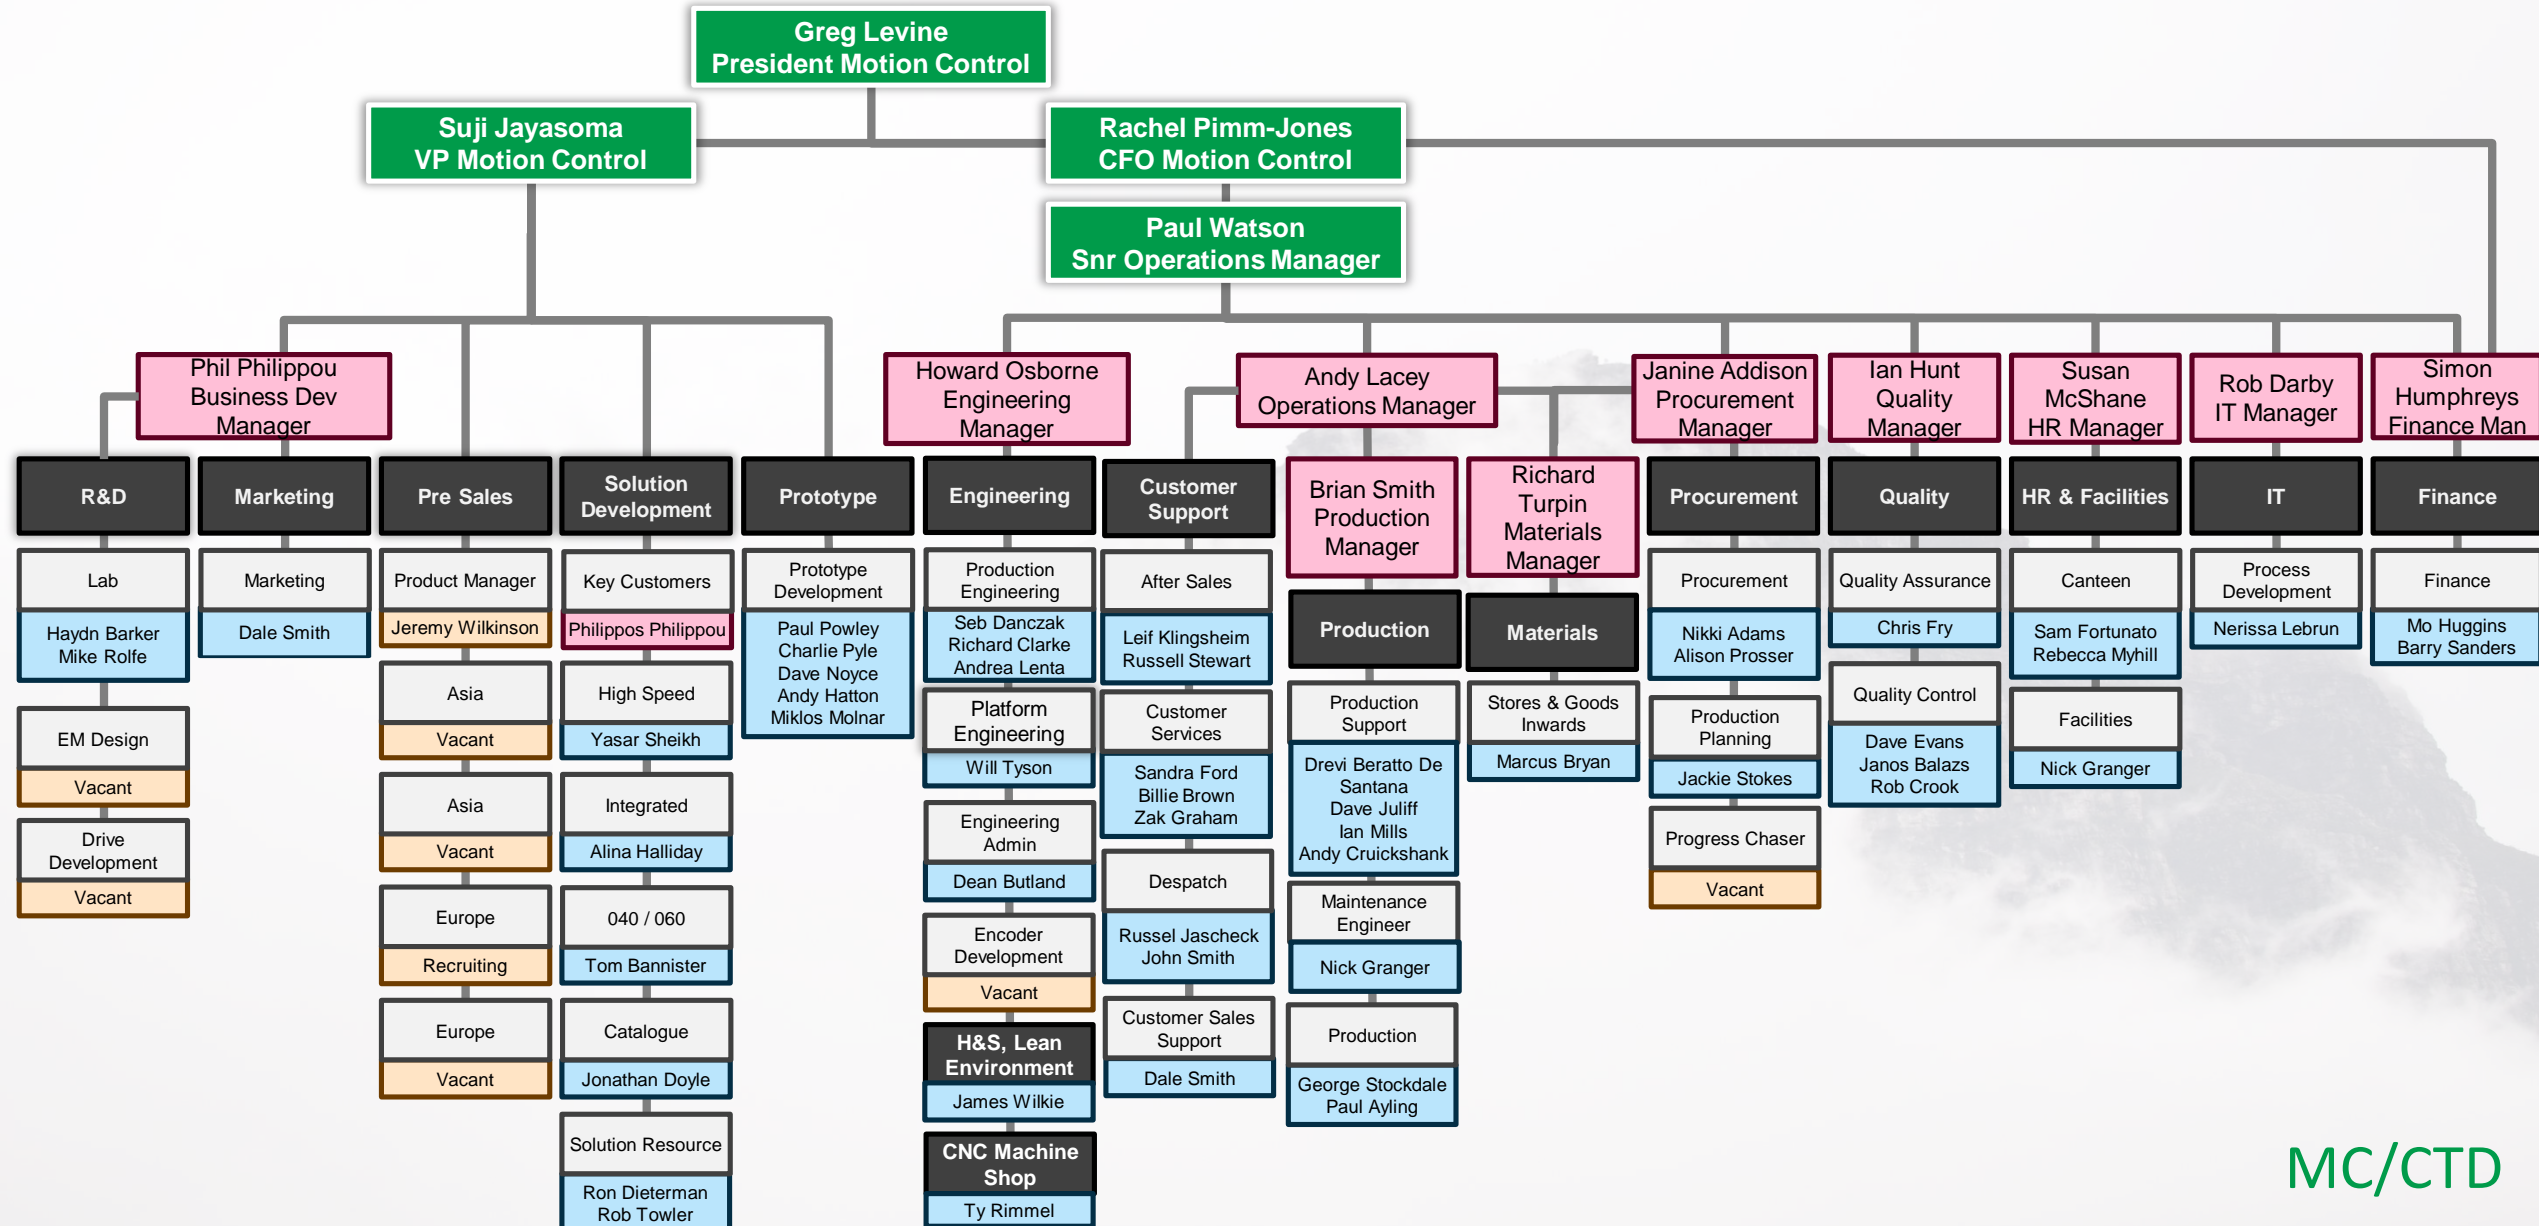 Greg Levine
President Motion Control
Suji Jayasoma
VP Motion Control
Rachel Pimm-Jones
CFO Motion Control
Paul Watson
Snr Operations Manager
Phil Philippou
Business Dev
Manager
Howard Osborne
Engineering
Manager
Andy Lacey
Operations Manager
Janine Addison
Procurement
Manager
Ian Hunt
Quality
Manager
Susan
McShane
HR Manager
Rob Darby
IT Manager
Simon
Humphreys
Finance Man
R&D
Lab
Haydn Barker
Mike Rolfe
EM Design
Vacant
Drive
Development
Vacant
Marketing
Marketing
Dale Smith
Pre Sales
Product Manager
Jeremy Wilkinson
Asia
Vacant
Asia
Vacant
Europe
Recruiting
Europe
Vacant
Solution
Development
Key Customers
Philippos Philippou
High Speed
Yasar Sheikh
Integrated
Alina Halliday
040 / 060
Tom Bannister
Catalogue
Jonathan Doyle
Solution Resource
Ron Dieterman
Rob Towler
Prototype
Prototype
Development
Paul Powley
Charlie Pyle
Dave Noyce
Andy Hatton
Miklos Molnar
Engineering
Production
Engineering
Seb Danczak
Richard Clarke
Andrea Lenta
Platform
Engineering
Will Tyson
Engineering
Admin
Dean Butland
Encoder
Development
Vacant
H&S, Lean
Environment
James Wilkie
CNC Machine
Shop
Ty Rimmel
Customer
Support
After Sales
Leif Klingsheim
Russell Stewart
Customer
Services
Sandra Ford
Billie Brown
Zak Graham
Despatch
Russel Jascheck
John Smith
Customer Sales
Support
Dale Smith
Brian Smith
Production
Manager
Production
Production
Support
Drevi Beratto De
Santana
Dave Juliff
Ian Mills
Andy Cruickshank
Maintenance
Engineer
Nick Granger
Production
George Stockdale
Paul Ayling
Richard
Turpin
Materials
Manager
Materials
Stores & Goods
Inwards
Marcus Bryan
Procurement
Procurement
Nikki Adams
Alison Prosser
Production
Planning
Jackie Stokes
Progress Chaser
Vacant
Quality
Quality Assurance
Chris Fry
Quality Control
Dave Evans
Janos Balazs
Rob Crook
HR & Facilities
Canteen
Sam Fortunato
Rebecca Myhill
Facilities
Nick Granger
IT
Process
Development
Nerissa Lebrun
Finance
Finance
Mo Huggins
Barry Sanders
MC/CTD